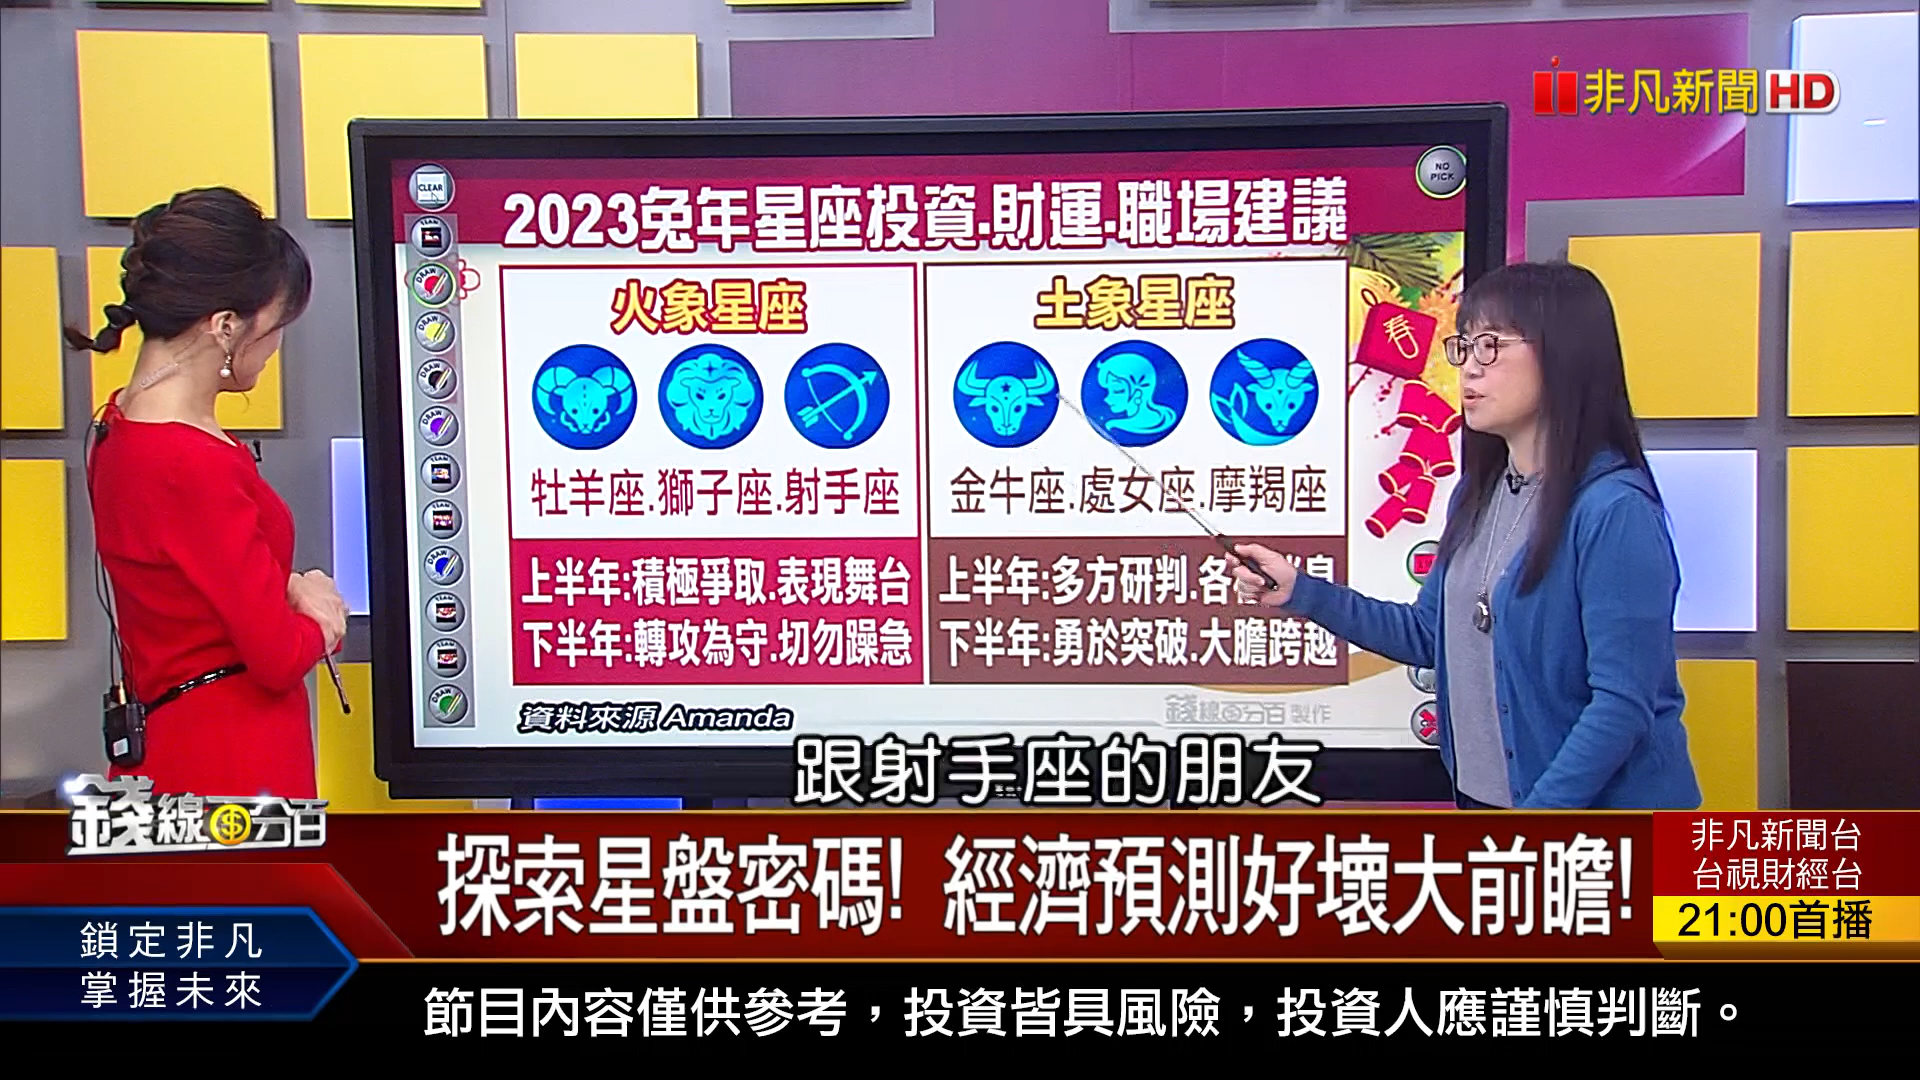 非凡新聞HD
CLEAR
NO PICK
2023兔年星座投資.財運.職場建議
火象星座
土象星座
春
牡羊座.獅子座.射手座
金牛座.處女座.摩羯座
上半年:積極爭取.表現舞台
下半年:轉攻為守.切勿躁急
上半年:多方研判.各
下半年:勇於突破.大膽跨越
資料來源 Amanda
錢線百分百 製作
DRAW
DRAW
DRAW
DRAW
DRAW
DRAW
跟射手座的朋友
錢線百分百
探索星盤密碼! 經濟預測好壞大前瞻!
非凡新聞台
台視財經台
21:00首播
鎖定非凡
掌握未來
節目內容僅供參考，投資皆具風險，投資人應謹慎判斷。